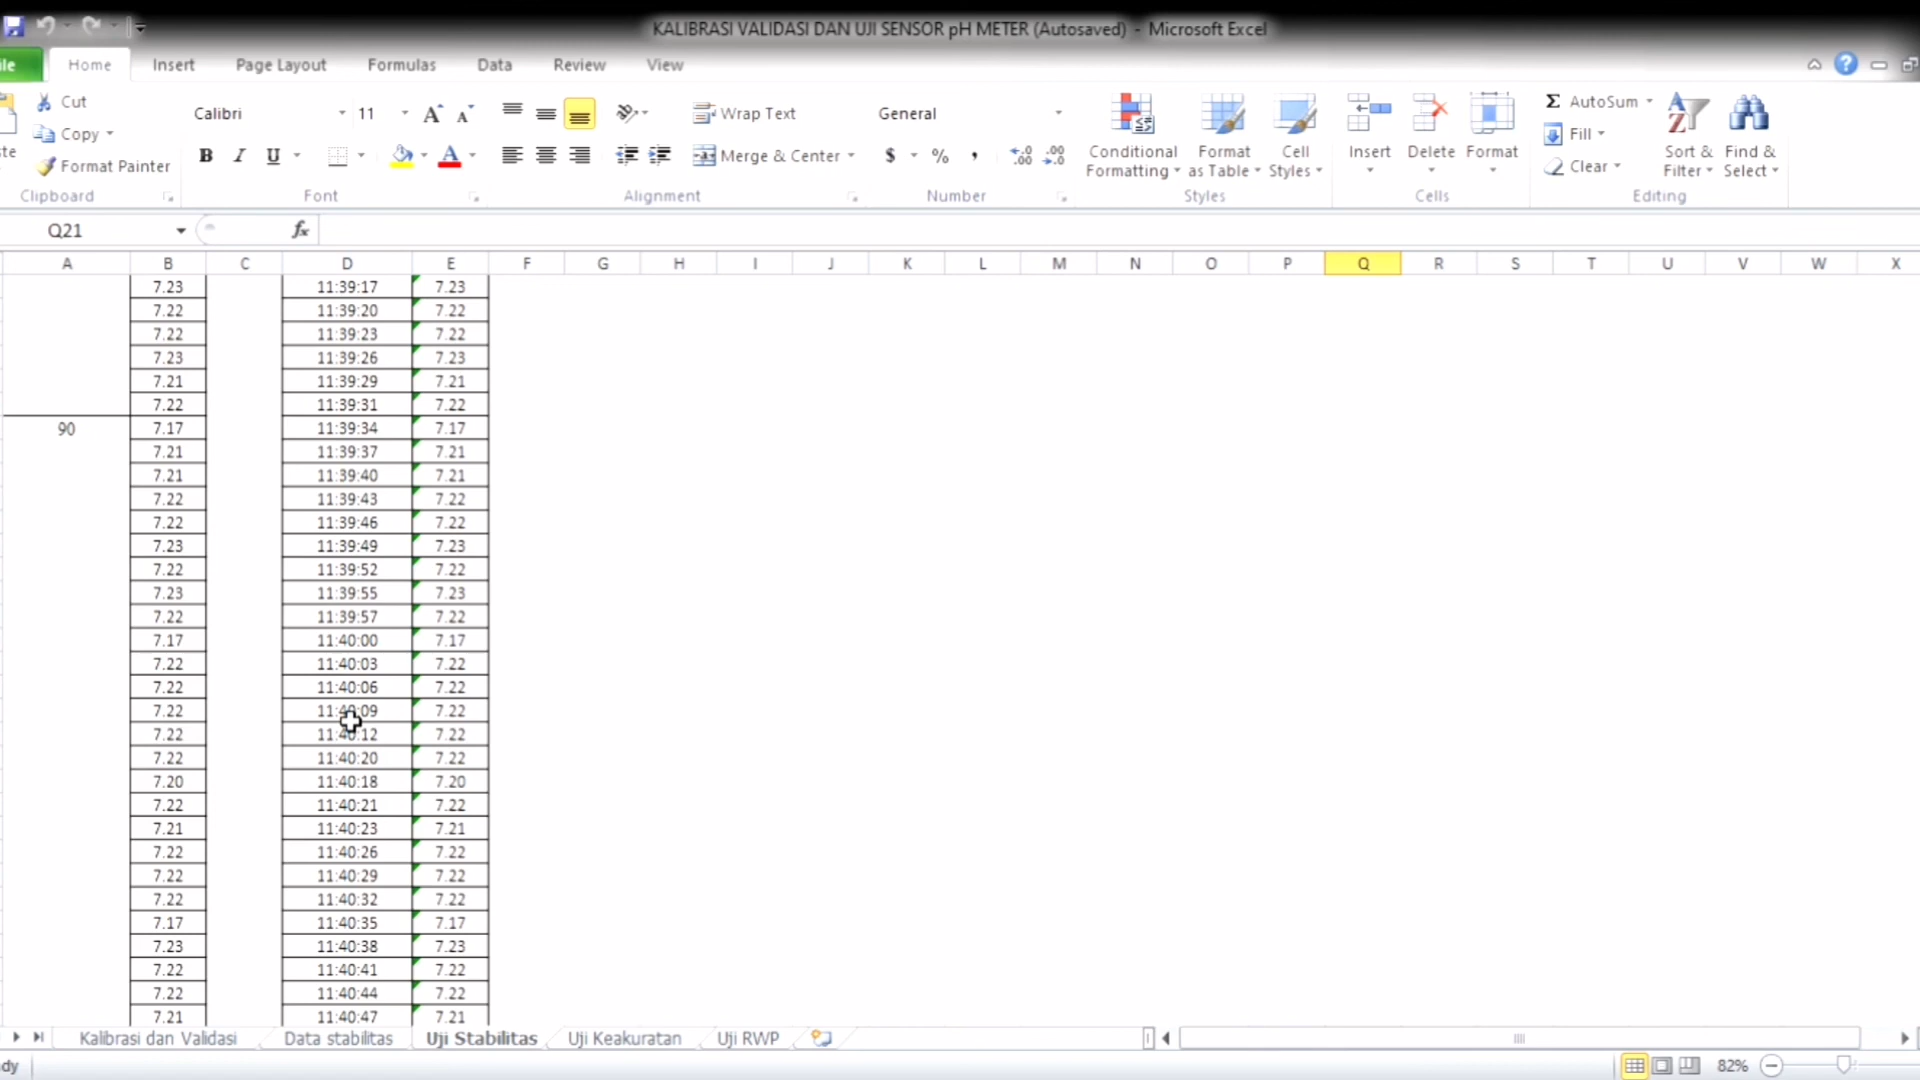 KALIBRASI VALIDASI DAN UJI SENSOR pH METER (Autosaved) - Microsoft Excel
Home Insert Page Layout Formulas Data Review View
Cut
Copy
Format Painter
Clipboard
Calibri 11
B I U
Font
Wrap Text
Merge & Center
Alignment
General
$ % ,
Number
Conditional Formatting
Format as Table
Cell Styles
Styles
Insert Delete Format
Cells
Σ AutoSum
Fill
Clear
Sort & Filter
Find & Select
Editing
Q21 fx
A B C D E F G H I J K L M N O P Q R S T U V W X
7.23 11:39:17 7.23
7.22 11:39:20 7.22
7.22 11:39:23 7.22
7.23 11:39:26 7.23
7.21 11:39:29 7.21
7.22 11:39:31 7.22
90 7.17 11:39:34 7.17
7.21 11:39:37 7.21
7.21 11:39:40 7.21
7.22 11:39:43 7.22
7.22 11:39:46 7.22
7.23 11:39:49 7.23
7.22 11:39:52 7.22
7.23 11:39:55 7.23
7.22 11:39:57 7.22
7.17 11:40:00 7.17
7.22 11:40:03 7.22
7.22 11:40:06 7.22
7.22 11:40:09 7.22
7.22 11:40:12 7.22
7.22 11:40:20 7.22
7.20 11:40:18 7.20
7.22 11:40:21 7.22
7.21 11:40:23 7.21
7.22 11:40:26 7.22
7.22 11:40:29 7.22
7.22 11:40:32 7.22
7.17 11:40:35 7.17
7.23 11:40:38 7.23
7.22 11:40:41 7.22
7.22 11:40:44 7.22
7.21 11:40:47 7.21
Kalibrasi dan Validasi Data stabilitas Uji Stabilitas Uji Keakuratan Uji RWP
82%